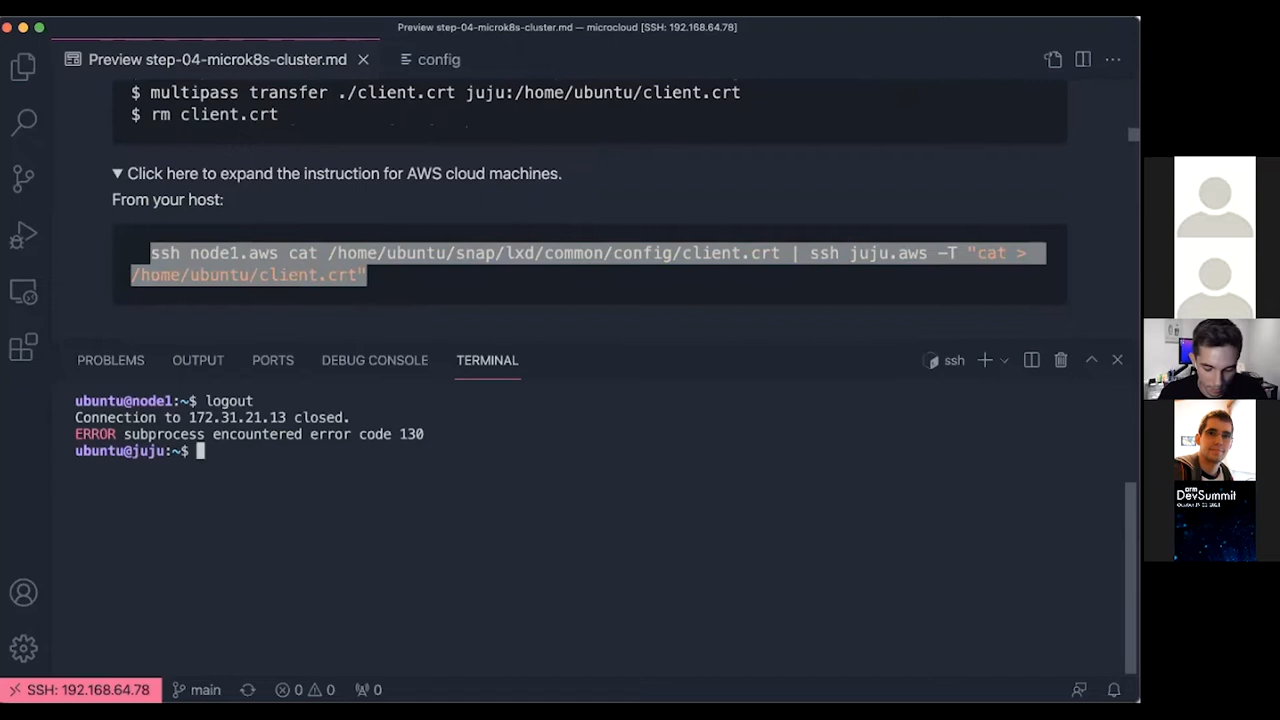 Preview step-04-microk8s-cluster.md — microcloud [SSH: 192.168.64.78]
Preview step-04-microk8s-cluster.md
config
$ multipass transfer ./client.crt juju:/home/ubuntu/client.crt
$ rm client.crt
▼ Click here to expand the instruction for AWS cloud machines.
From your host:
ssh node1.aws cat /home/ubuntu/snap/lxd/common/config/client.crt | ssh juju.aws -T "cat >
/home/ubuntu/client.crt"
PROBLEMS OUTPUT PORTS DEBUG CONSOLE TERMINAL
ssh
ubuntu@node1:~$ logout
Connection to 172.31.21.13 closed.
ERROR subprocess encountered error code 130
ubuntu@juju:~$
SSH: 192.168.64.78 main 0 0 0
arm
DevSummit